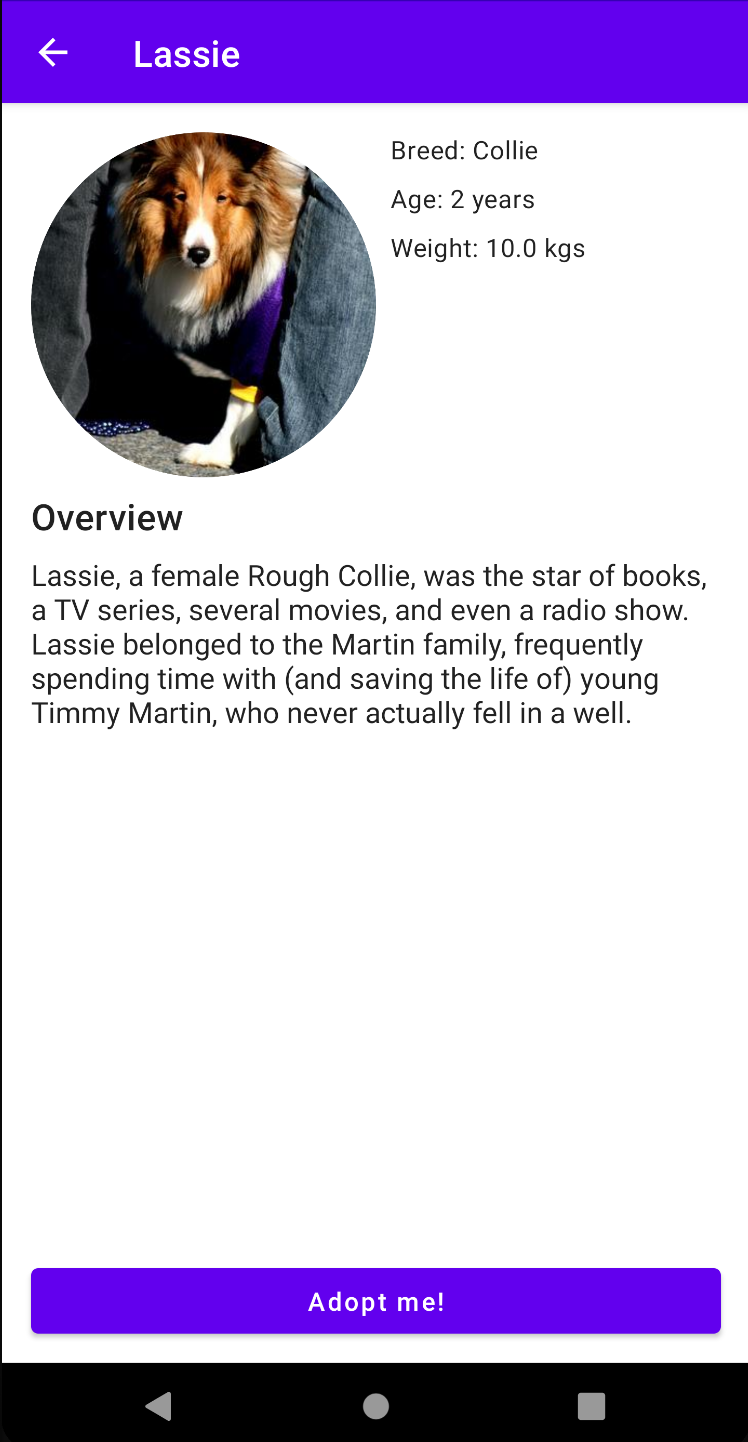 Lassie
Breed: Collie
Age: 2 years
Weight: 10.0 kgs
Overview
Lassie, a female Rough Collie, was the star of books,
a TV series, several movies, and even a radio show.
Lassie belonged to the Martin family, frequently
spending time with (and saving the life of) young
Timmy Martin, who never actually fell in a well.
Adopt me!